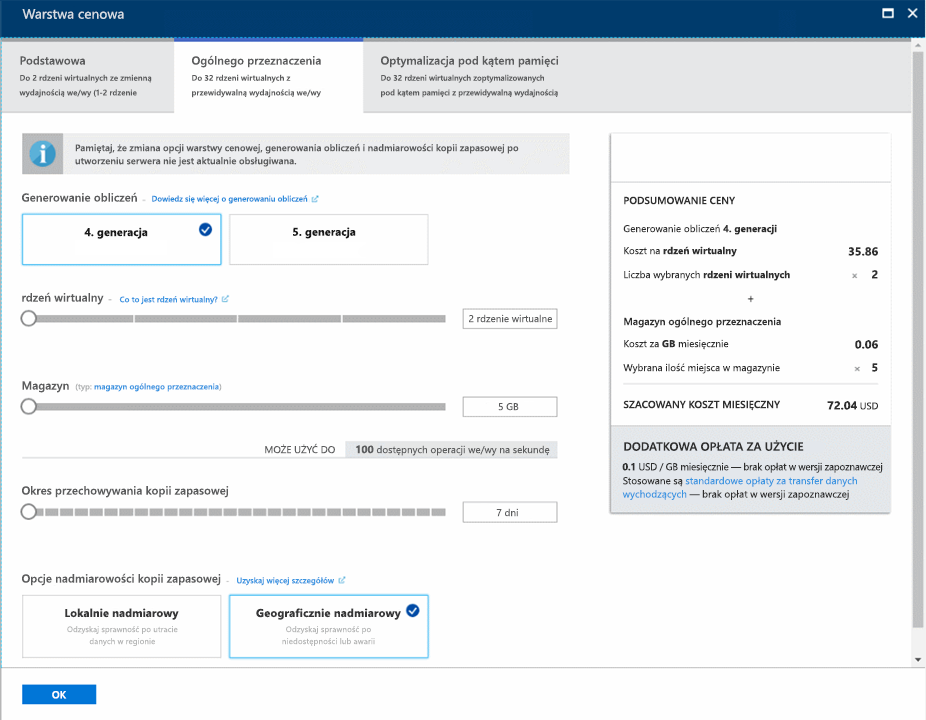 Warstwa cenowa
Podstawowa
Do 2 rdzeni wirtualnych ze zmienną
wydajnością we/wy (1-2 rdzenie
Ogólnego przeznaczenia
Do 32 rdzeni wirtualnych z
przewidywalną wydajnością we/wy
Optymalizacja pod kątem pamięci
Do 32 rdzeni wirtualnych zoptymalizowanych
pod kątem pamięci z przewidywalną wydajnością
Pamiętaj, że zmiana opcji warstwy cenowej, generowania obliczeń i nadmiarowości kopii zapasowej po
utworzeniu serwera nie jest aktualnie obsługiwana.
Generowanie obliczeń - Dowiedz się więcej o generowaniu obliczeń
4. generacja
5. generacja
rdzeń wirtualny - Co to jest rdzeń wirtualny?
2 rdzenie wirtualne
Magazyn (typ: magazyn ogólnego przeznaczenia)
5 GB
MOŻE UŻYĆ DO 100 dostępnych operacji we/wy na sekundę
Okres przechowywania kopii zapasowej
7 dni
Opcje nadmiarowości kopii zapasowej - Uzyskaj więcej szczegółów
Lokalnie nadmiarowy
Odzyskaj sprawność po utracie
danych w regionie
Geograficznie nadmiarowy
Odzyskaj sprawność po
niedostępności lub awarii
OK
PODSUMOWANIE CENY
Generowanie obliczeń 4. generacji
Koszt na rdzeń wirtualny 35.86
Liczba wybranych rdzeni wirtualnych × 2
+
Magazyn ogólnego przeznaczenia
Koszt za GB miesięcznie 0.06
Wybrana ilość miejsca w magazynie × 5
SZACOWANY KOSZT MIESIĘCZNY 72.04 USD
DODATKOWA OPŁATA ZA UŻYCIE
0.1 USD / GB miesięcznie — brak opłat w wersji zapoznawczej
Stosowane są standardowe opłaty za transfer danych
wychodzących — brak opłat w wersji zapoznawczej